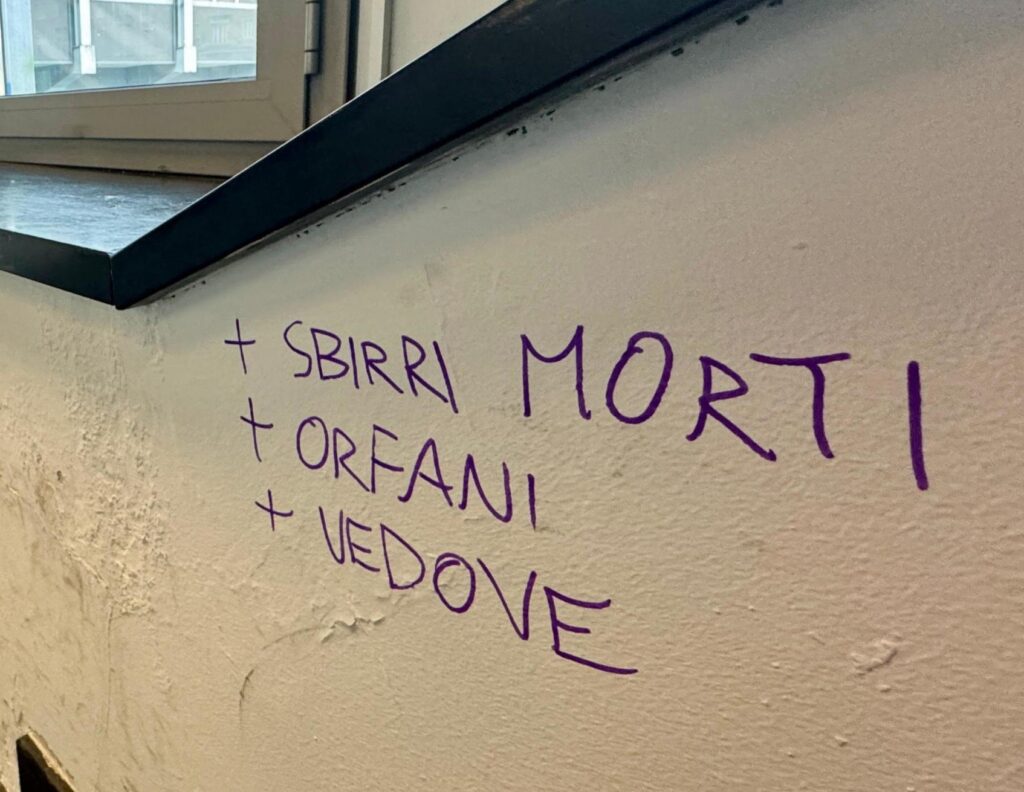 + SBIRRI MORTI
+ ORFANI
+ VEDOVE